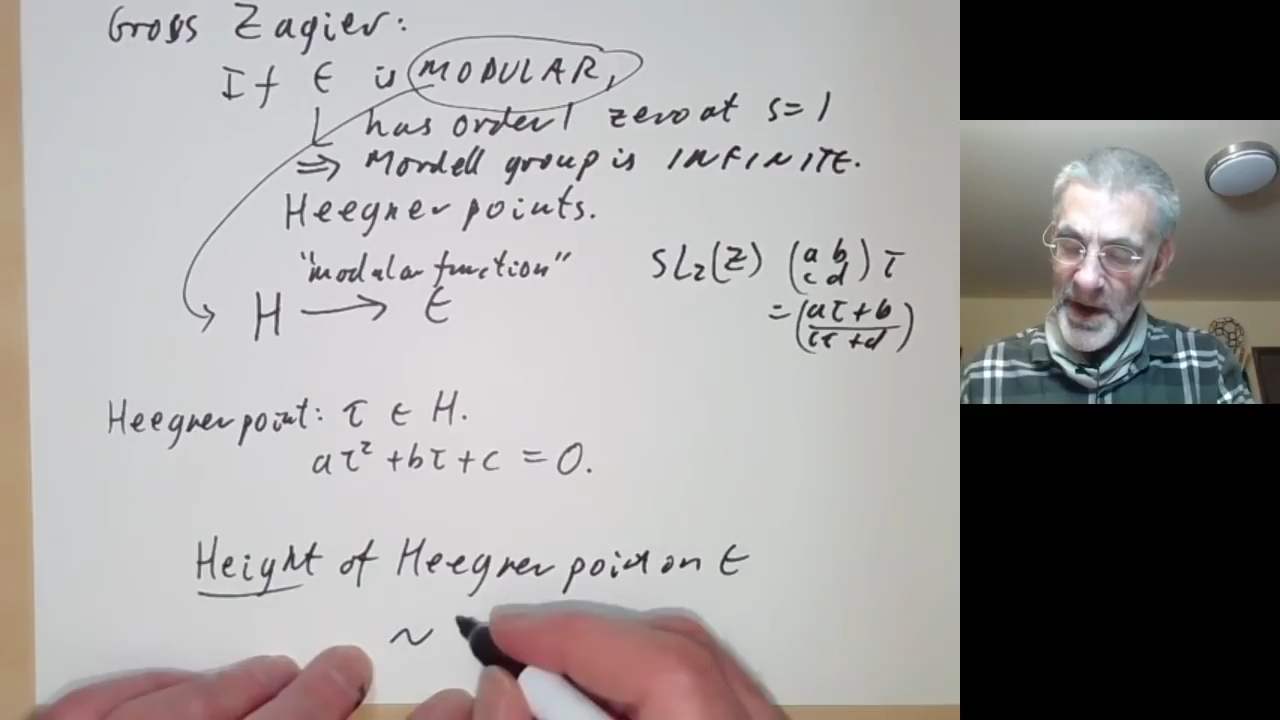 Gross Zagier:
If E is MODULAR,
L has order 1 zero at s=1
⇒ Mordell group is INFINITE.
Heegner points.
"modular function"
H ⟶ E
SL₂(Z) (a b
c d) τ
= (aτ+b
cτ+d)
Heegner point: τ ∈ H.
aτ² + bτ + c = 0.
Height of Heegner point on E
~